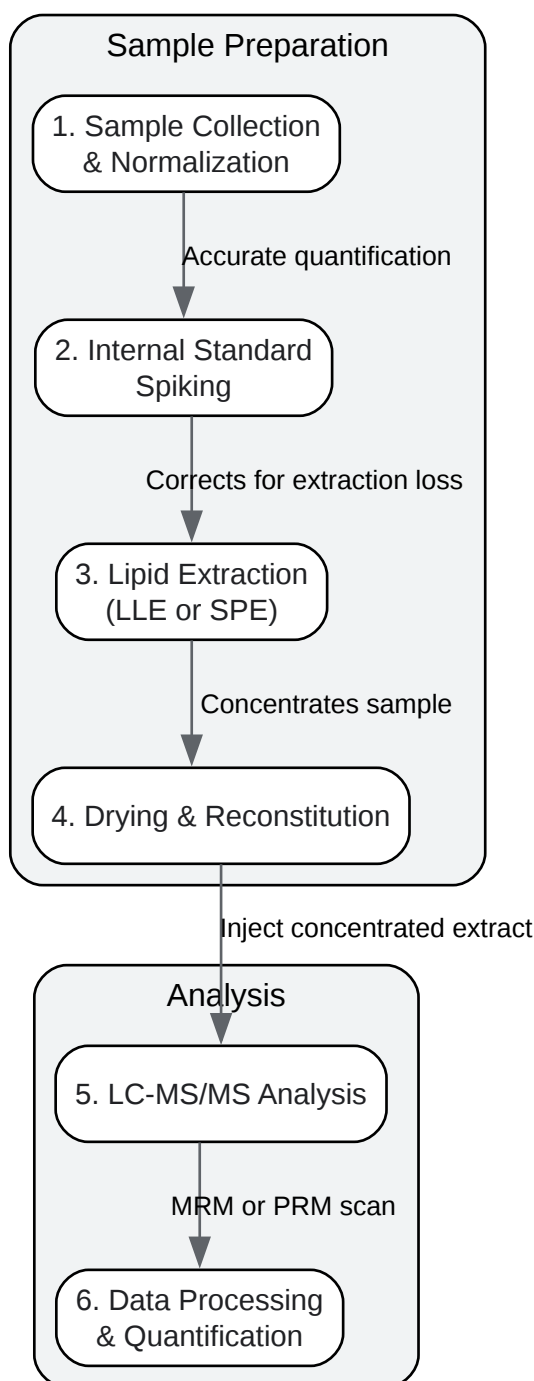 Sample Preparation
1. Sample Collection
& Normalization
Accurate quantification
2. Internal Standard
Spiking
Corrects for extraction loss
3. Lipid Extraction
(LLE or SPE)
Concentrates sample
4. Drying & Reconstitution
Inject concentrated extract
Analysis
5. LC-MS/MS Analysis
MRM or PRM scan
6. Data Processing
& Quantification